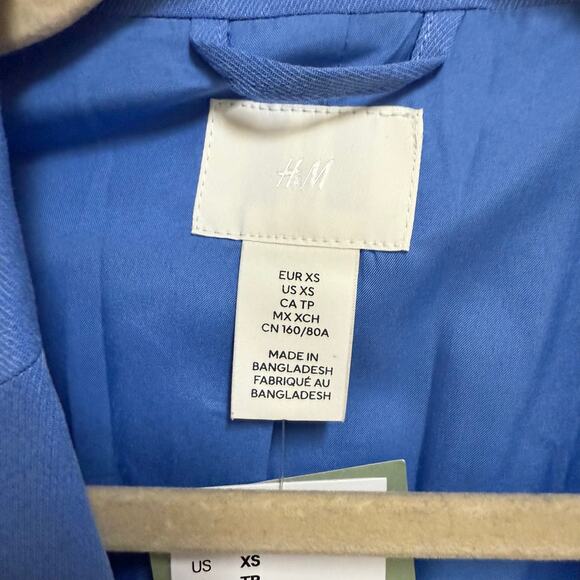 H&M
EUR XS
US XS
CA TP
MX XCH
CN 160/80A
MADE IN
BANGLADESH
FABRIQUÉ AU
BANGLADESH
US XS
TP